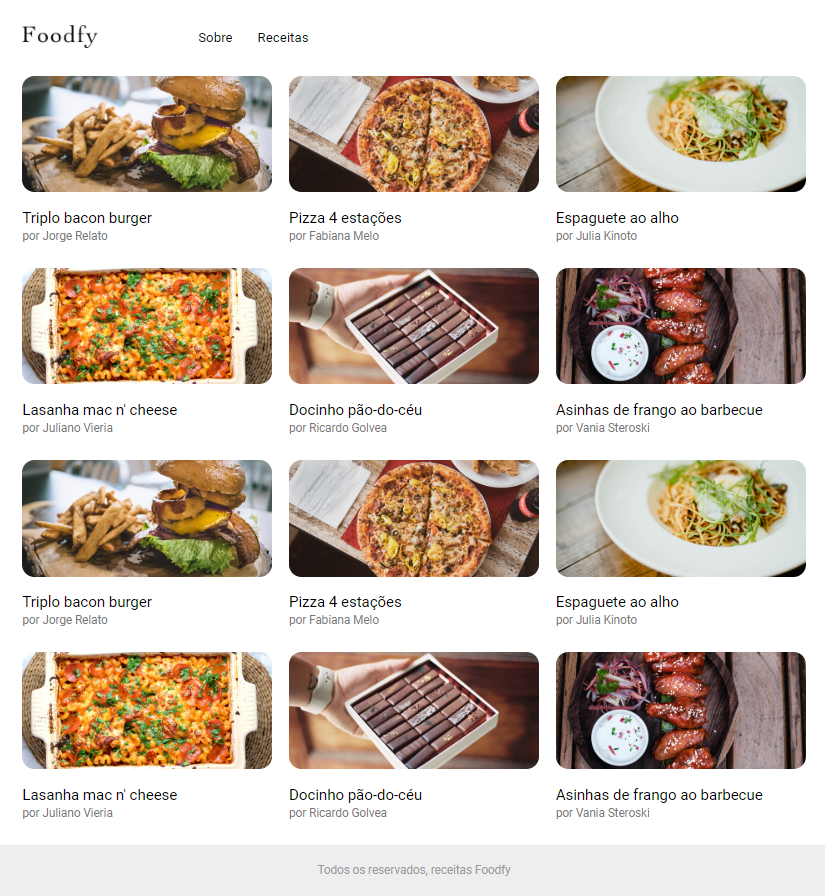 Foodfy
Sobre Receitas
Triplo bacon burger
por Jorge Relato
Pizza 4 estações
por Fabiana Melo
Espaguete ao alho
por Julia Kinoto
Lasanha mac n' cheese
por Juliano Vieria
Docinho pão-do-céu
por Ricardo Golvea
Asinhas de frango ao barbecue
por Vania Steroski
Triplo bacon burger
por Jorge Relato
Pizza 4 estações
por Fabiana Melo
Espaguete ao alho
por Julia Kinoto
Lasanha mac n' cheese
por Juliano Vieria
Docinho pão-do-céu
por Ricardo Golvea
Asinhas de frango ao barbecue
por Vania Steroski
Todos os reservados, receitas Foodfy